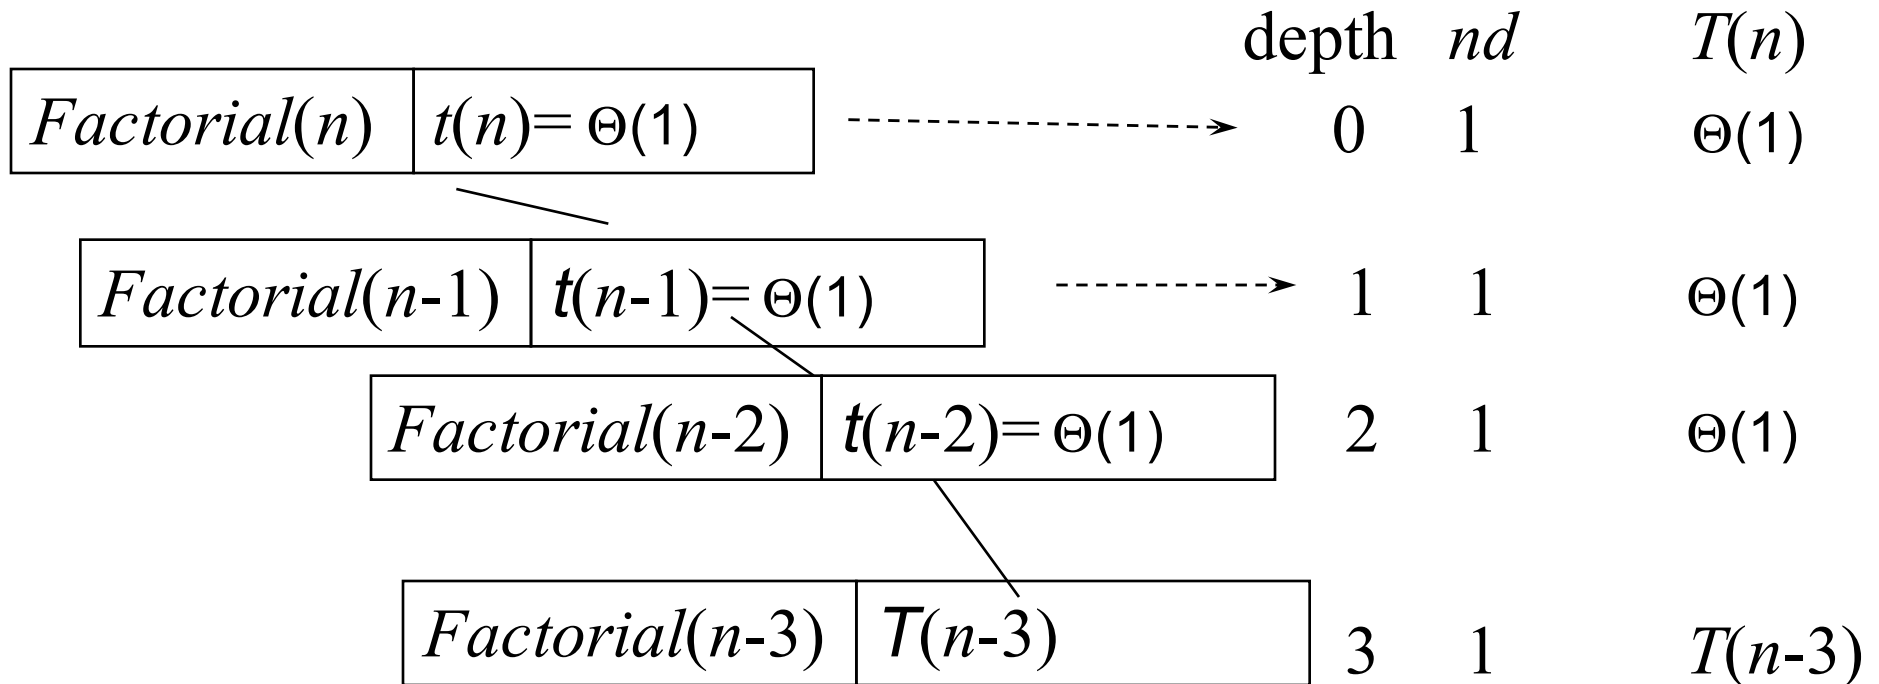 depth nd T(n)
Factorial(n) t(n)= Θ(1) 0 1 Θ(1)
Factorial(n-1) t(n-1)= Θ(1) 1 1 Θ(1)
Factorial(n-2) t(n-2)= Θ(1) 2 1 Θ(1)
Factorial(n-3) T(n-3) 3 1 T(n-3)